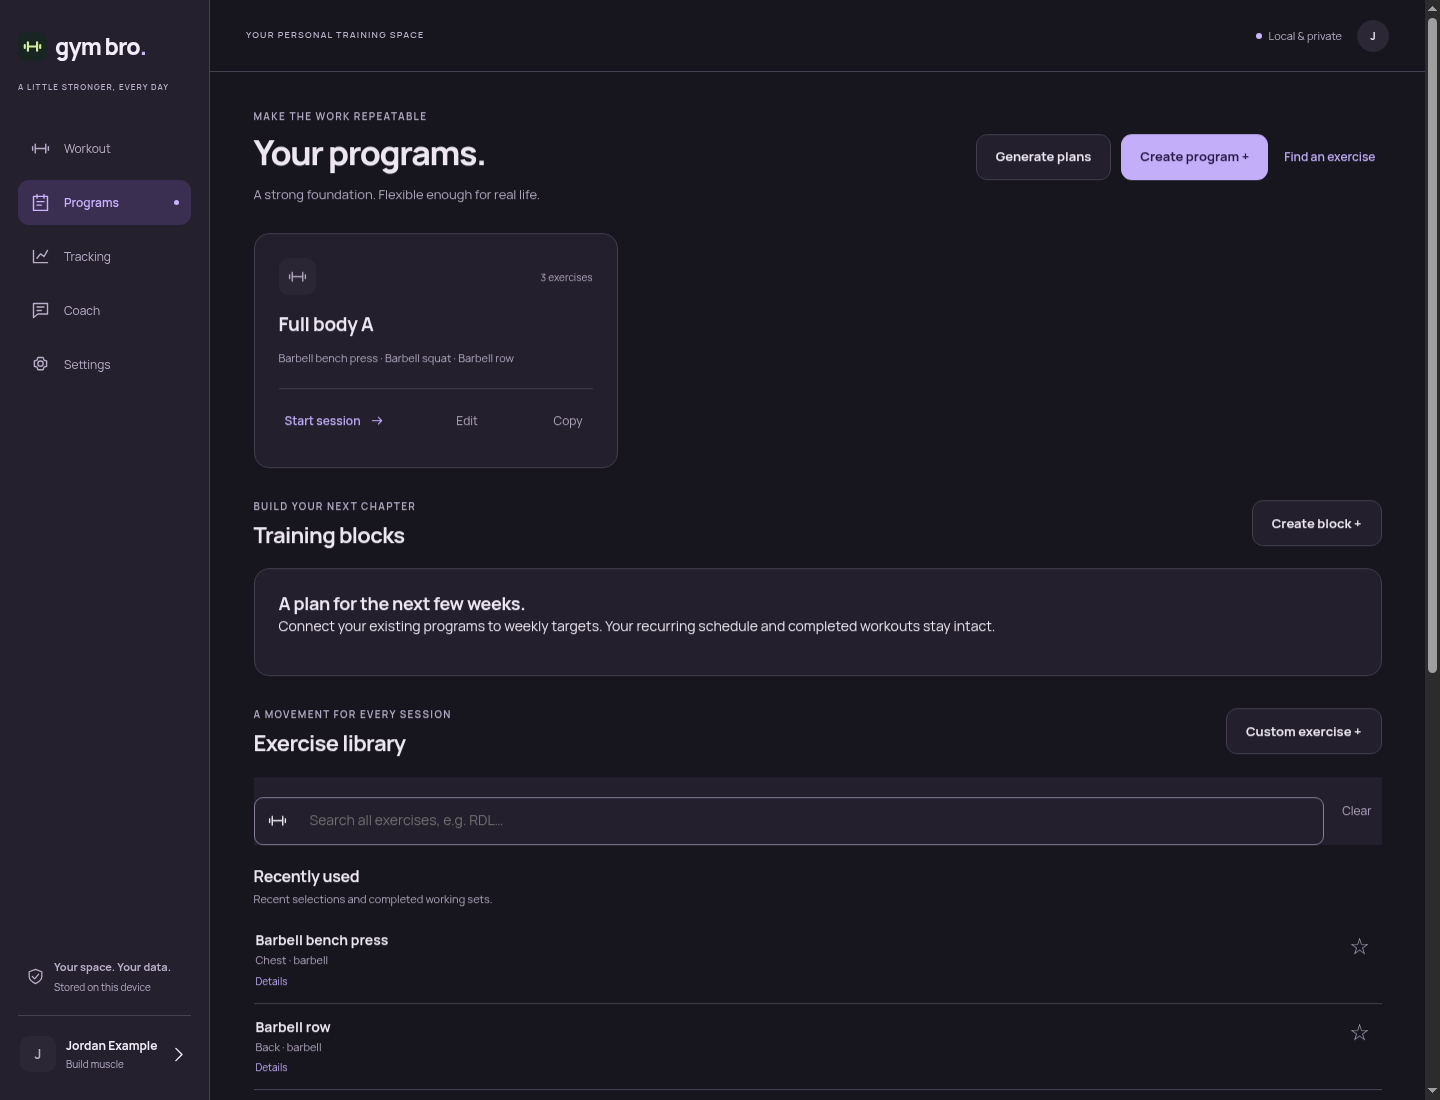 gym bro.
A LITTLE STRONGER, EVERY DAY
Workout
Programs
Tracking
Coach
Settings
Your space. Your data.
Stored on this device
J
Jordan Example
Build muscle
YOUR PERSONAL TRAINING SPACE
Local & private
J
MAKE THE WORK REPEATABLE
Your programs.
A strong foundation. Flexible enough for real life.
Generate plans
Create program +
Find an exercise
3 exercises
Full body A
Barbell bench press · Barbell squat · Barbell row
Start session →
Edit
Copy
BUILD YOUR NEXT CHAPTER
Training blocks
Create block +
A plan for the next few weeks.
Connect your existing programs to weekly targets. Your recurring schedule and completed workouts stay intact.
A MOVEMENT FOR EVERY SESSION
Exercise library
Custom exercise +
Search all exercises, e.g. RDL...
Clear
Recently used
Recent selections and completed working sets.
Barbell bench press
Chest · barbell
Details
Barbell row
Back · barbell
Details